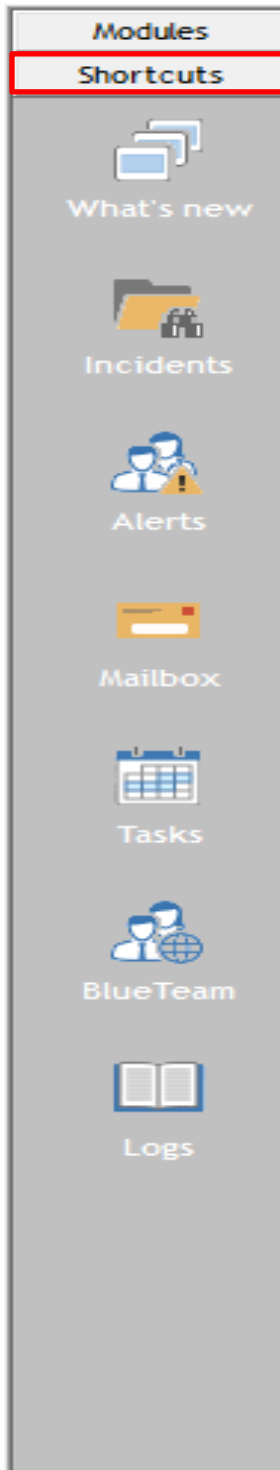 Modules
Shortcuts
What's new
Incidents
Alerts
Mailbox
Tasks
BlueTeam
Logs